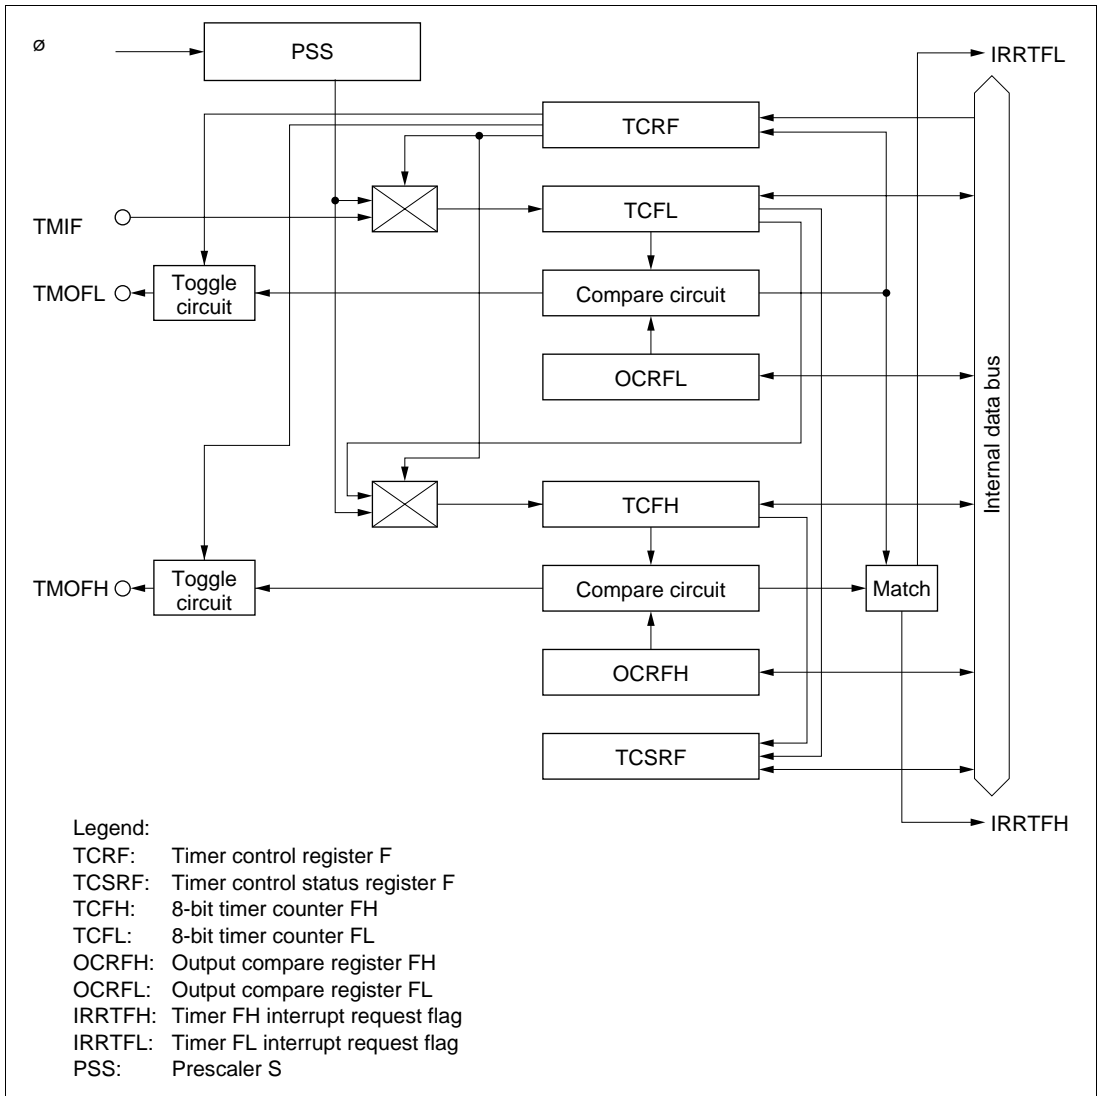 ø
PSS
IRRTFL
TCRF
TMIF
TCFL
TMOFL
Toggle
circuit
Compare circuit
OCRFL
Internal data bus
TCFH
TMOFH
Toggle
circuit
Compare circuit
Match
OCRFH
TCSRF
IRRTFH
Legend:
TCRF: Timer control register F
TCSRF: Timer control status register F
TCFH: 8-bit timer counter FH
TCFL: 8-bit timer counter FL
OCRFH: Output compare register FH
OCRFL: Output compare register FL
IRRTFH: Timer FH interrupt request flag
IRRTFL: Timer FL interrupt request flag
PSS: Prescaler S